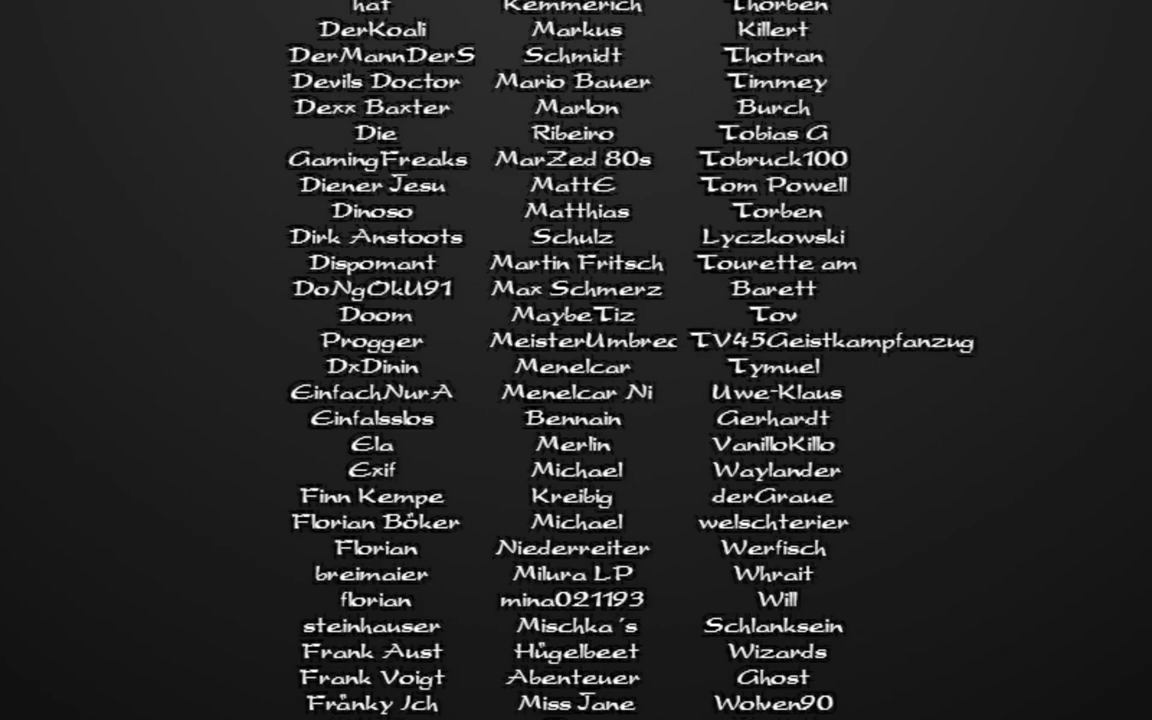 hat
DerKoali
DerMannDerS
Devils Doctor
Dexx Baxter
Die
GamingFreaks
Diener Jesu
Dinoso
Dirk Anstoots
Dispomant
DoNgOkU91
Doom
Progger
DxDinin
EinfachNurA
Einfalsslos
Ela
Exif
Finn Kempe
Florian Böker
Florian
breimaier
florian
steinhauser
Frank Aust
Frank Voigt
Frånky Jch
Kemmerich
Markus
Schmidt
Mario Bauer
Marlon
Ribeiro
MarZed 80s
MattE
Matthias
Schulz
Martin Fritsch
Max Schmerz
MaybeTiz
MeisterUmbrec
Menelcar
Menelcar Ni
Bennain
Merlin
Michael
Kreibig
Michael
Niederreiter
Milura LP
mina021193
Mischka´s
Hügelbeet
Abenteuer
Miss Jane
Thorben
Killert
Thotran
Timmey
Burch
Tobias G
Tobruck100
Tom Powell
Torben
Lyczkowski
Tourette am
Barett
Tov
TV45Geistkampfanzug
Tymuel
Uwe-Klaus
Gerhardt
VanilloKillo
Waylander
derGraue
welschterier
Werfisch
Whrait
Will
Schlanksein
Wizards
Ghost
Wolven90